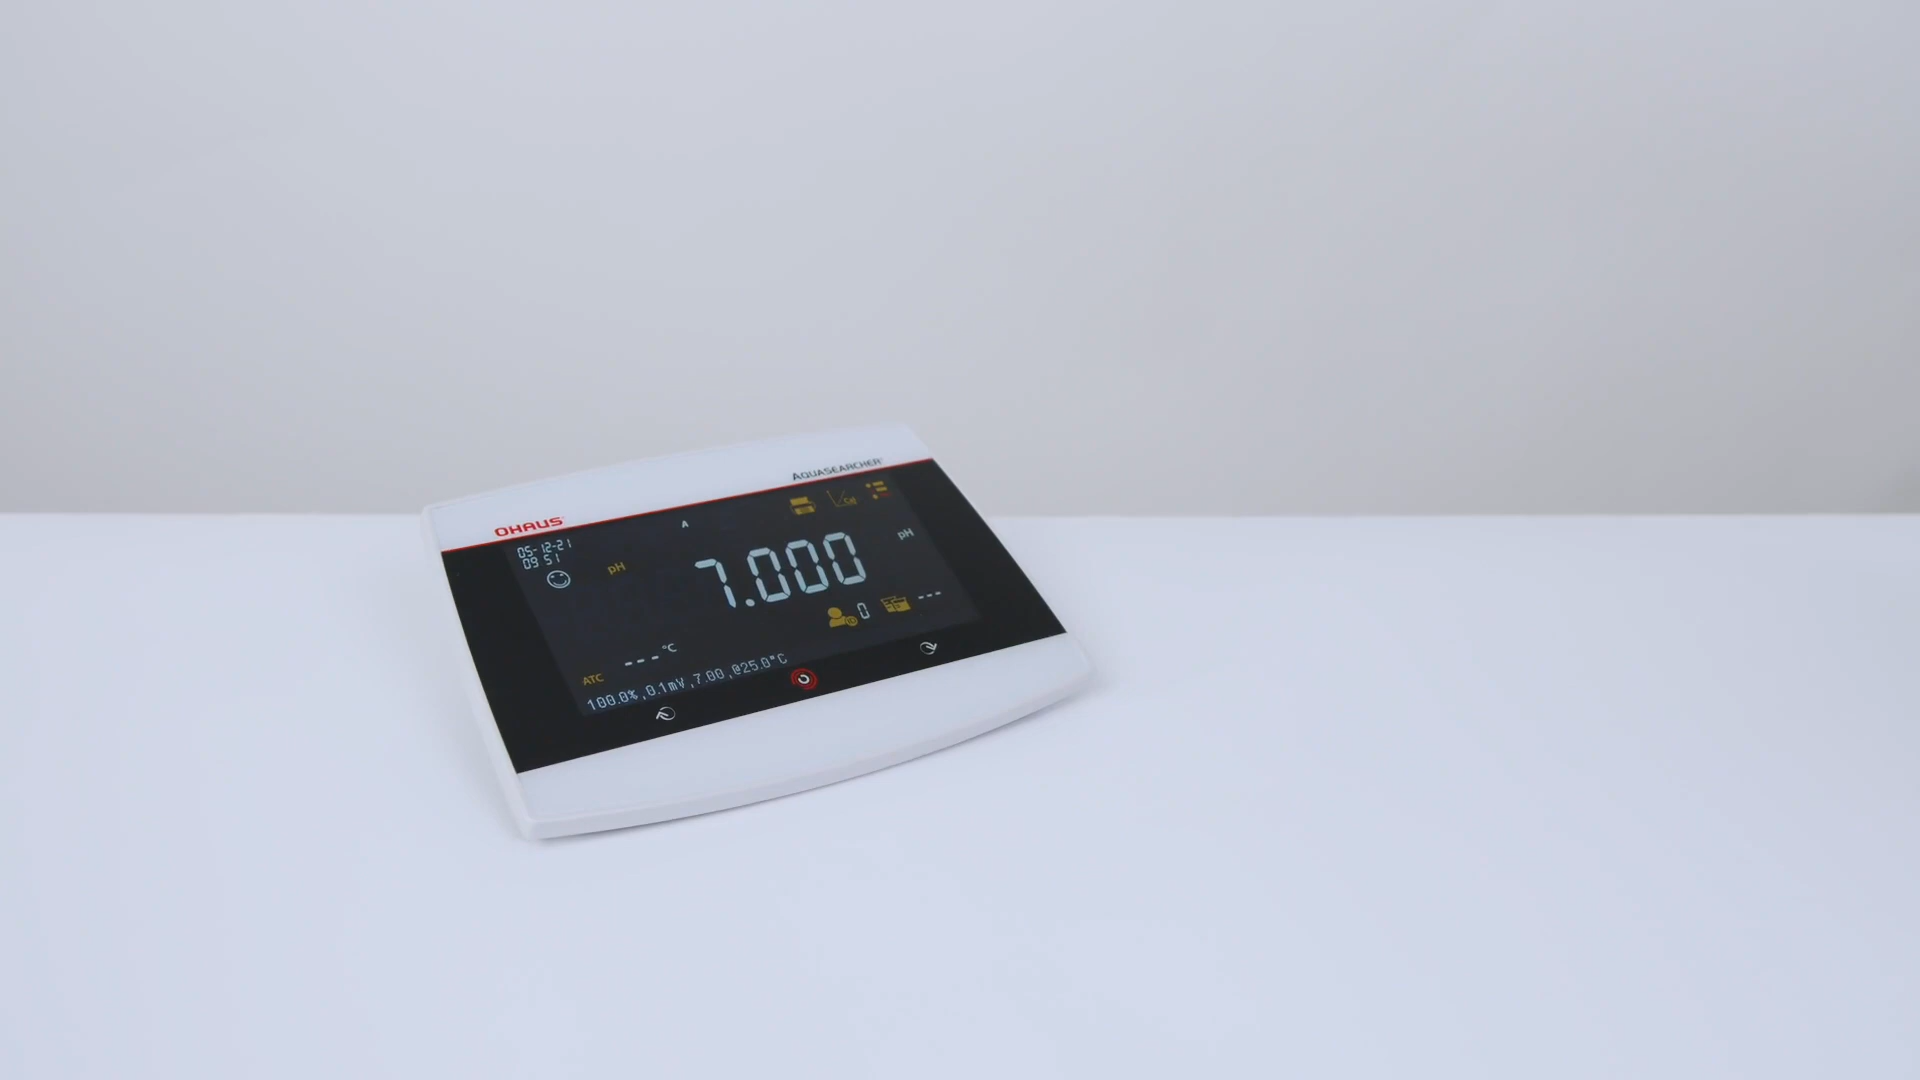 AQUASEARCHER
OHAUS
05-12-21
09 51
A
pH
7.000
pH
0
---
---°C
ATC
100.0%,0.1mV,7.00,@25.0°C